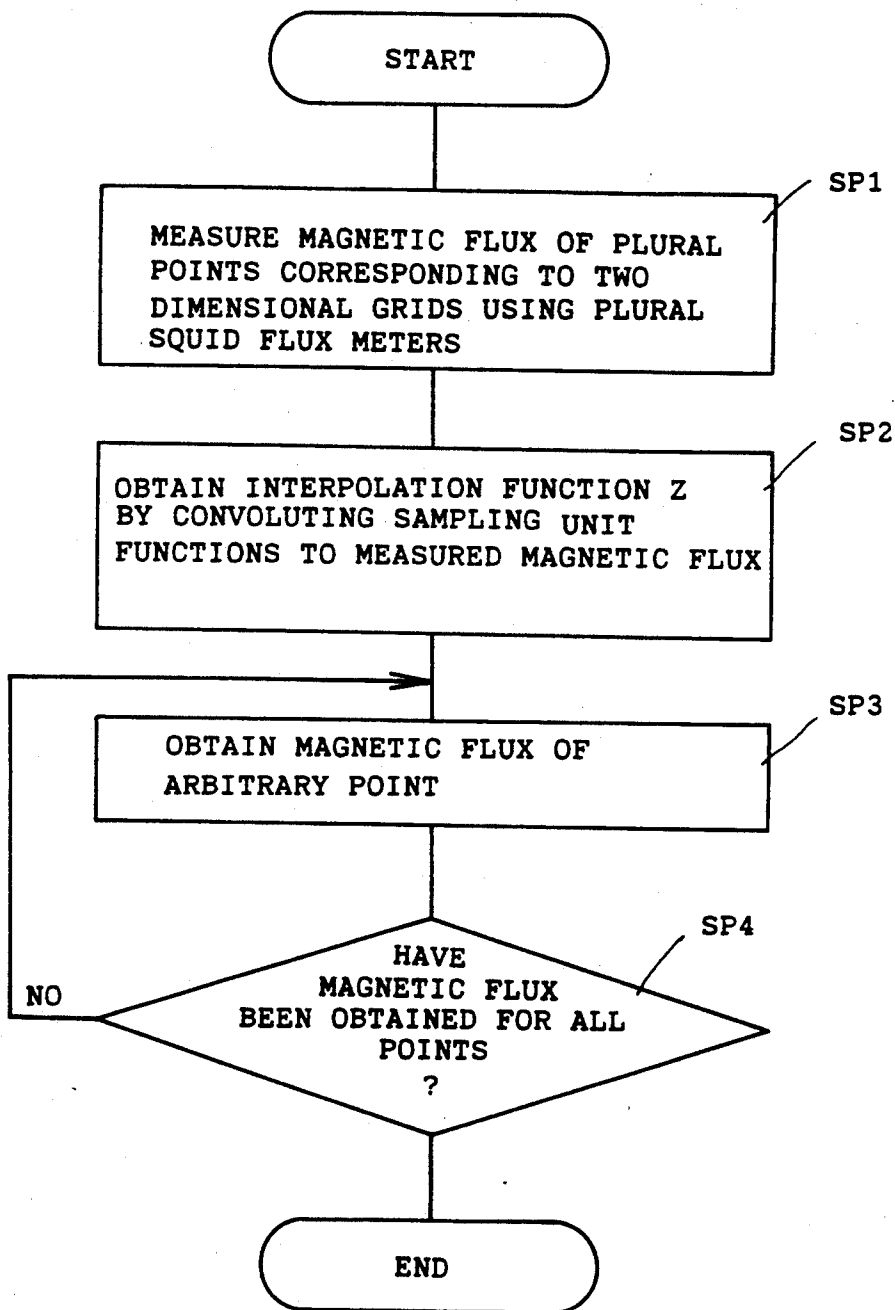 START
SP1
MEASURE MAGNETIC FLUX OF PLURAL
POINTS CORRESPONDING TO TWO
DIMENSIONAL GRIDS USING PLURAL
SQUID FLUX METERS
SP2
OBTAIN INTERPOLATION FUNCTION Z
BY CONVOLUTING SAMPLING UNIT
FUNCTIONS TO MEASURED MAGNETIC FLUX
SP3
OBTAIN MAGNETIC FLUX OF
ARBITRARY POINT
SP4
HAVE
MAGNETIC FLUX
BEEN OBTAINED FOR ALL
POINTS
?
NO
END